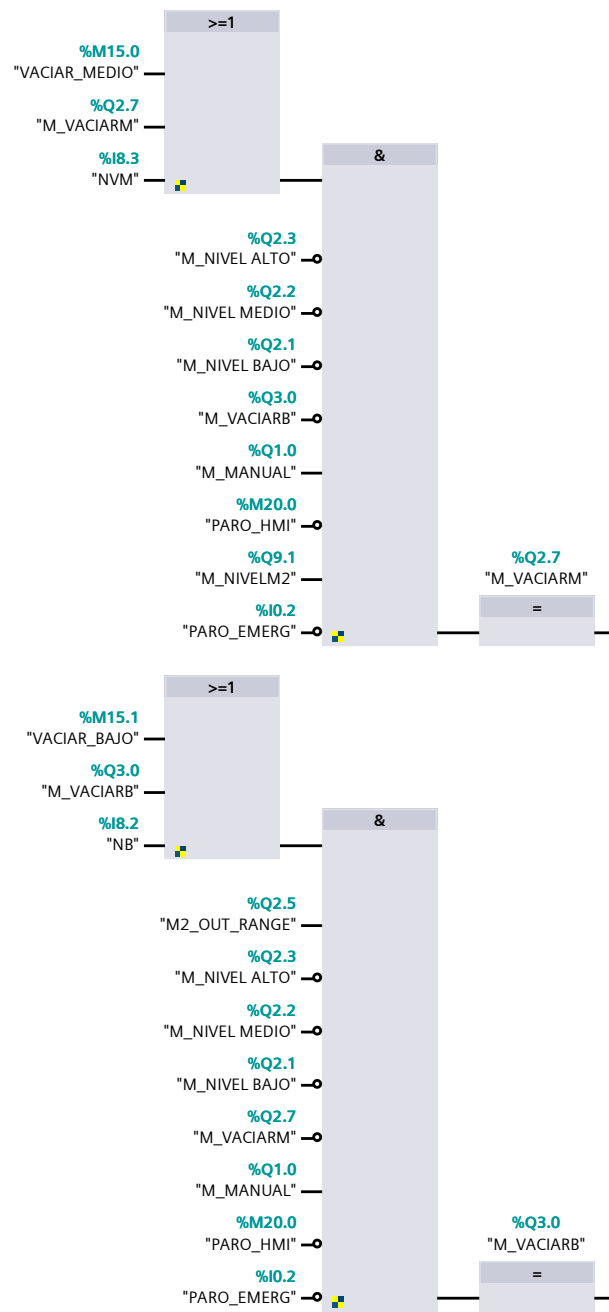 >=1
%M15.0
"VACIAR_MEDIO"
%Q2.7
"M_VACIARM"
%I8.3
"NVM"
&
%Q2.3
"M_NIVEL ALTO"
%Q2.2
"M_NIVEL MEDIO"
%Q2.1
"M_NIVEL BAJO"
%Q3.0
"M_VACIARB"
%Q1.0
"M_MANUAL"
%M20.0
"PARO_HMI"
%Q9.1
"M_NIVELM2"
%I0.2
"PARO_EMERG"
%Q2.7
"M_VACIARM"
=
>=1
%M15.1
"VACIAR_BAJO"
%Q3.0
"M_VACIARB"
%I8.2
"NB"
&
%Q2.5
"M2_OUT_RANGE"
%Q2.3
"M_NIVEL ALTO"
%Q2.2
"M_NIVEL MEDIO"
%Q2.1
"M_NIVEL BAJO"
%Q2.7
"M_VACIARM"
%Q1.0
"M_MANUAL"
%M20.0
"PARO_HMI"
%I0.2
"PARO_EMERG"
%Q3.0
"M_VACIARB"
=